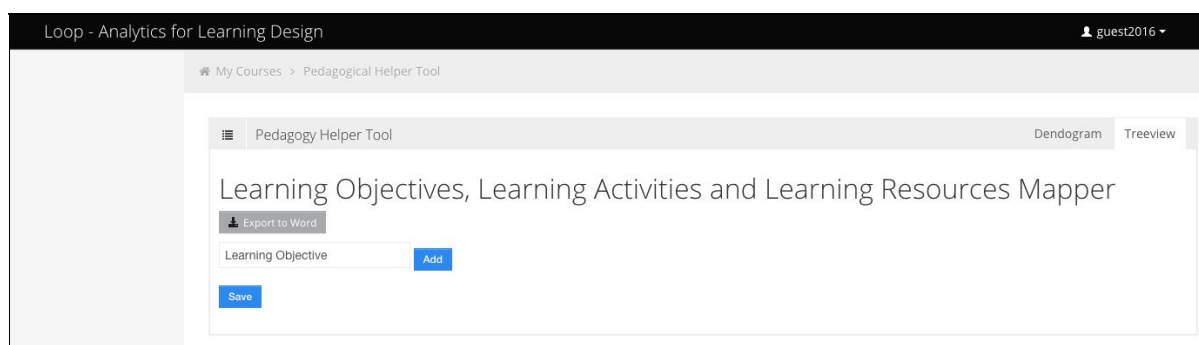 Loop - Analytics for Learning Design guest2016
My Courses > Pedagogical Helper Tool
Pedagogy Helper Tool Dendogram Treeview
Learning Objectives, Learning Activities and Learning Resources Mapper
Export to Word
Learning Objective Add
Save